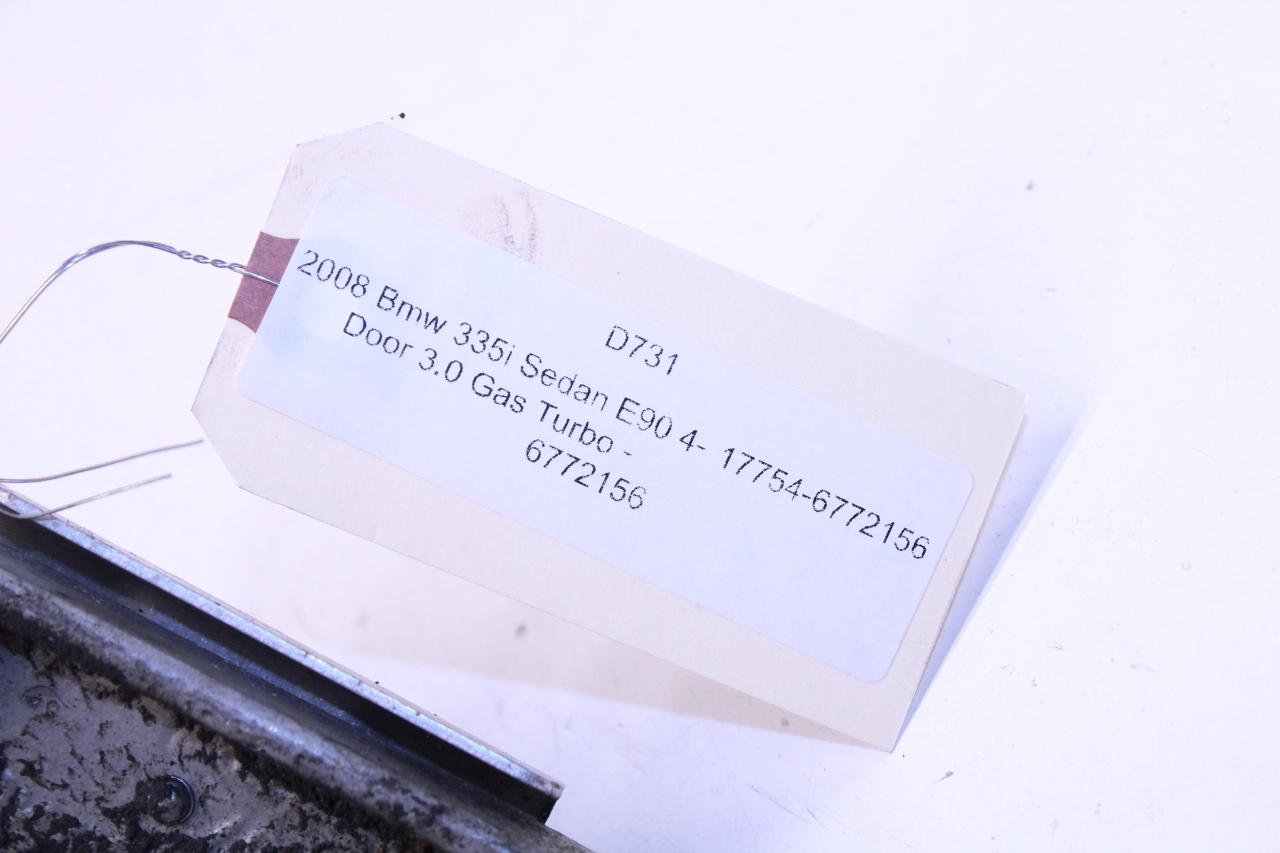 D731
2008 Bmw 335i Sedan E90 4- 17754-6772156
Door 3.0 Gas Turbo -
6772156